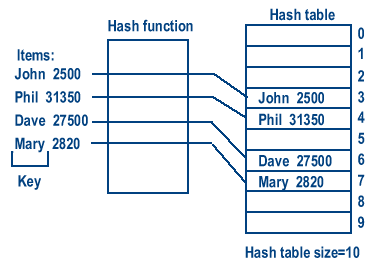 Hash function
Hash table
Items:
John 2500
Phil 31350
Dave 27500
Mary 2820
Key
0
1
2
John 2500 3
Phil 31350 4
5
Dave 27500 6
Mary 2820 7
8
9
Hash table size=10